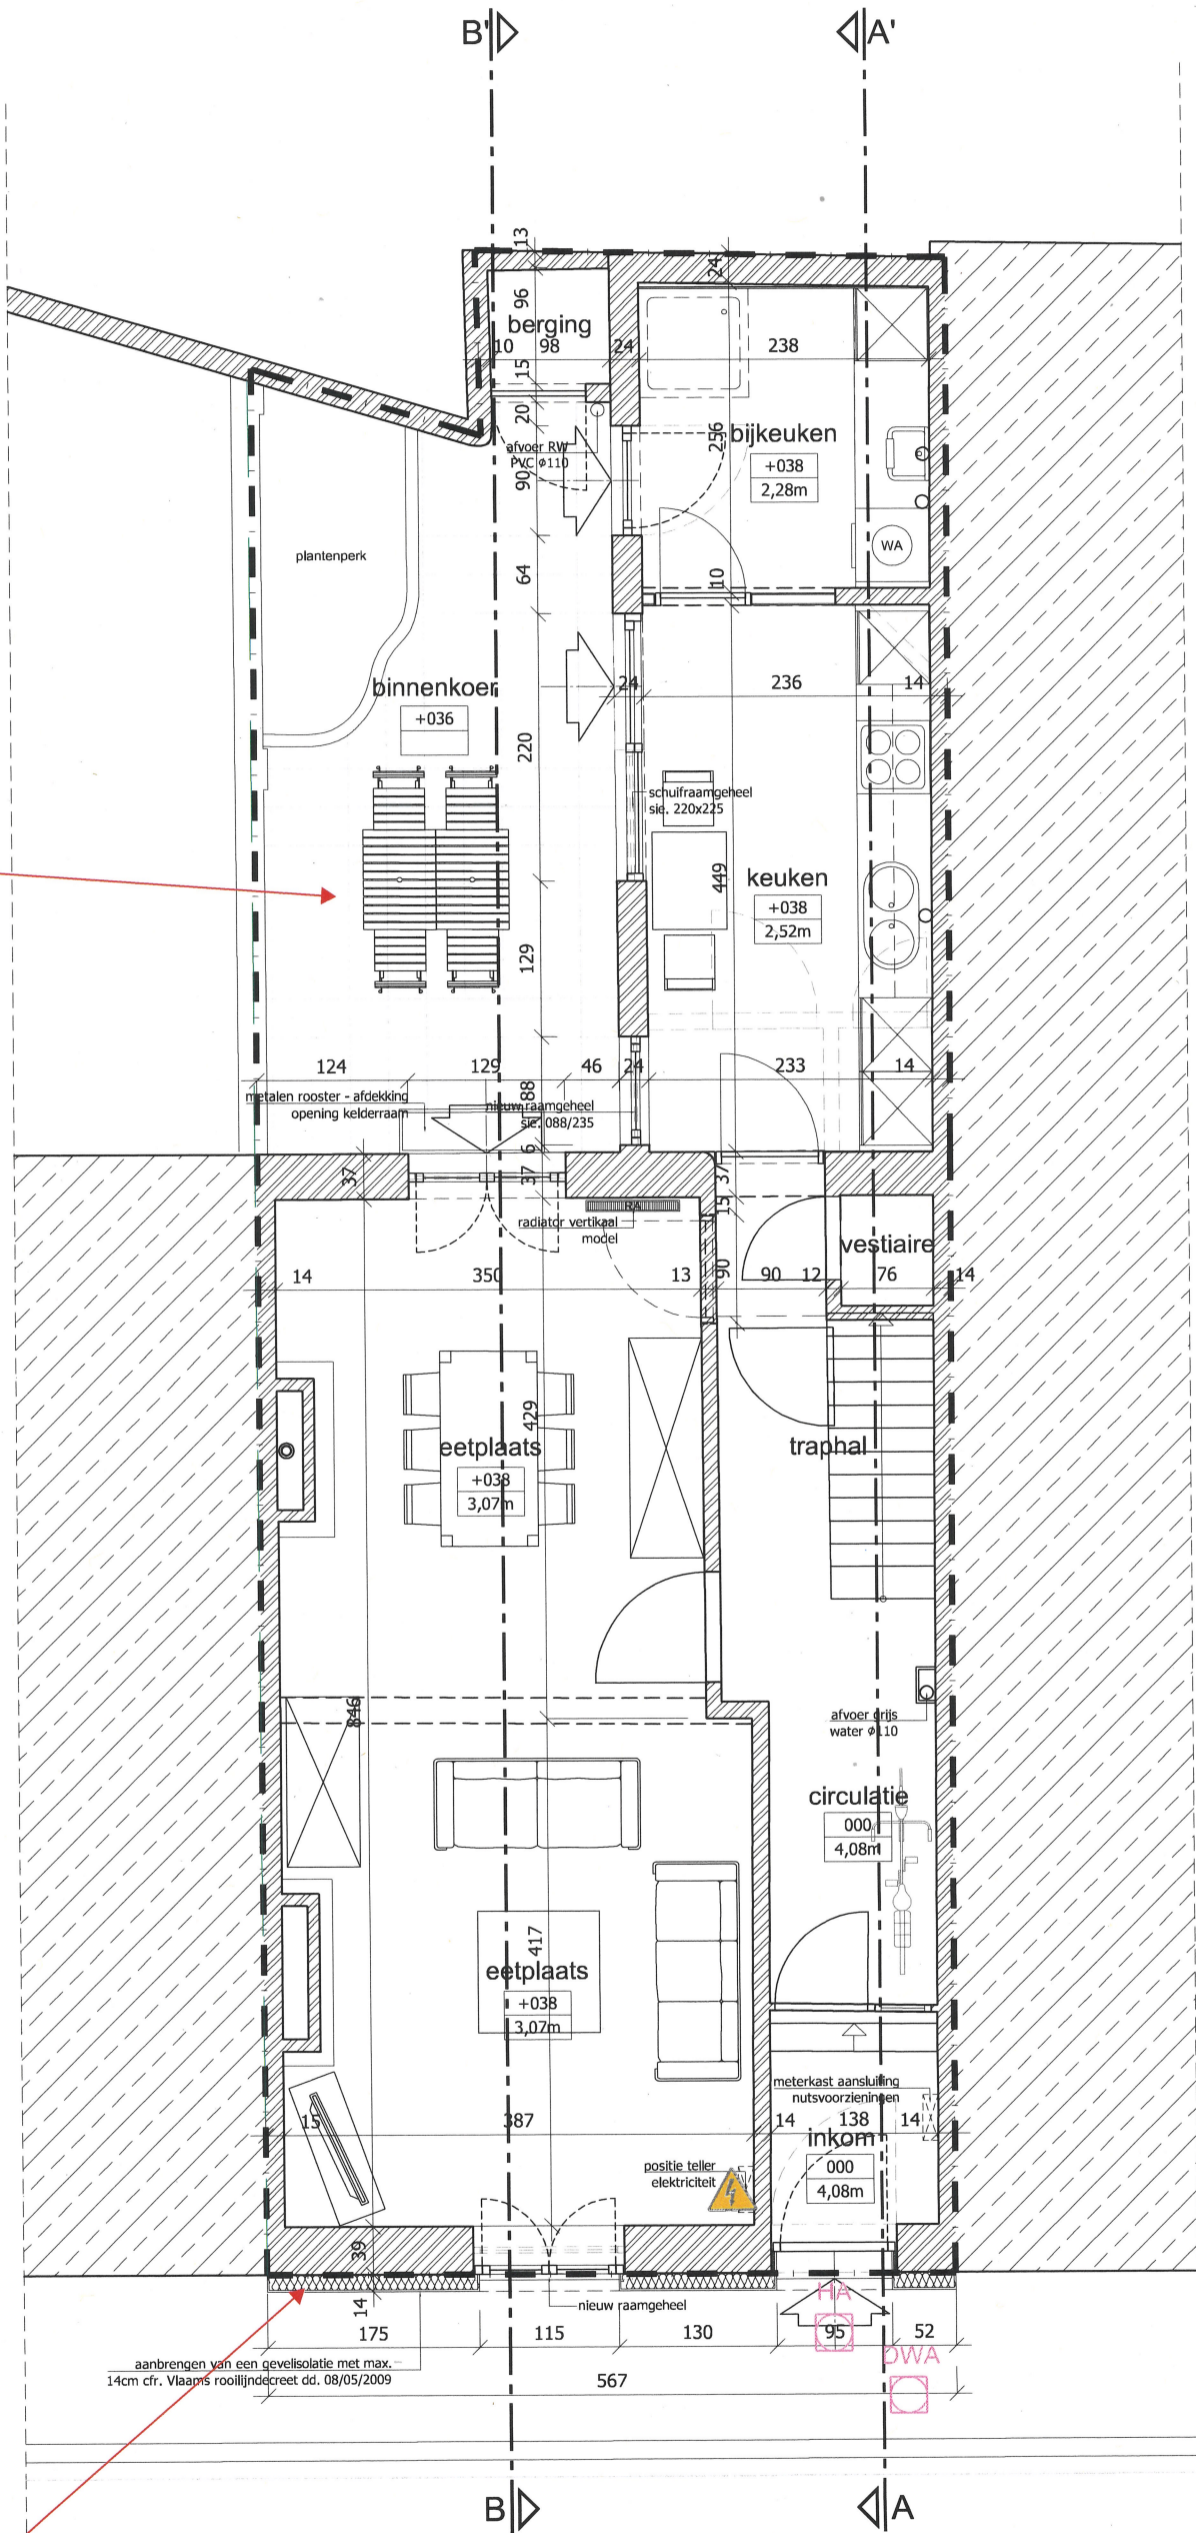 B' A'
13
24
96
berging
10 98 24 238
15
20
afvoer RW
PVC ø110
90
256
bijkeuken
+038
2,28m
WA
plantenperk
64
10
binnenkoer
+036
24 236 14
220
schuifraamgeheel
sie. 220x225
449
keuken
+038
2,52m
129
124 129 46 24 233 14
88
metalen rooster - afdekking
opening kelderraam
nieuw raamgeheel
sie. 088/235
6
37 37 37
15
RA
radiator vertikaal
model
vestiaire
90
14 350 13 90 12 76 14
429
eetplaats
+038
3,07m
traphal
846
afvoer grijs
water ø110
circulatie
000
4,08m
417
eetplaats
+038
3,07m
meterkast aansluiting
nutsvoorzieningen
15 387 14 138 14
inkom
000
4,08m
positie teller
elektriciteit
39
14
nieuw raamgeheel
HA
175 115 130 95 52
DWA
aanbrengen van een gevelisolatie met max.
14cm cfr. Vlaams rooilijndecreet dd. 08/05/2009
567
B A